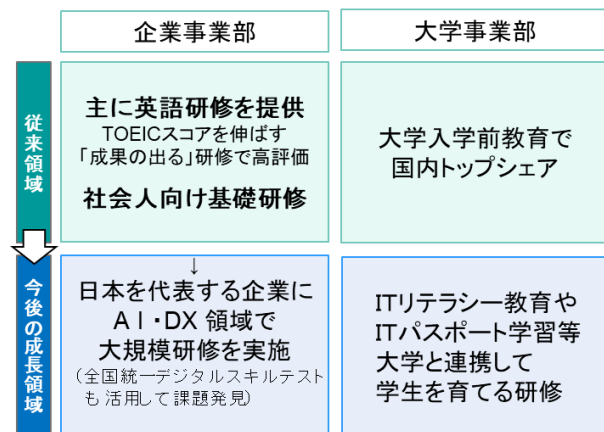 企業事業部
大学事業部
従来領域
主に英語研修を提供
TOEICスコアを伸ばす
「成果の出る」研修で高評価
社会人向け基礎研修
大学入学前教育で
国内トップシェア
今後の成長領域
↓
日本を代表する企業に
AI・DX 領域で
大規模研修を実施
(全国統一デジタルスキルテスト
も活用して課題発見)
ITリテラシー教育や
ITパスポート学習等
大学と連携して
学生を育てる研修